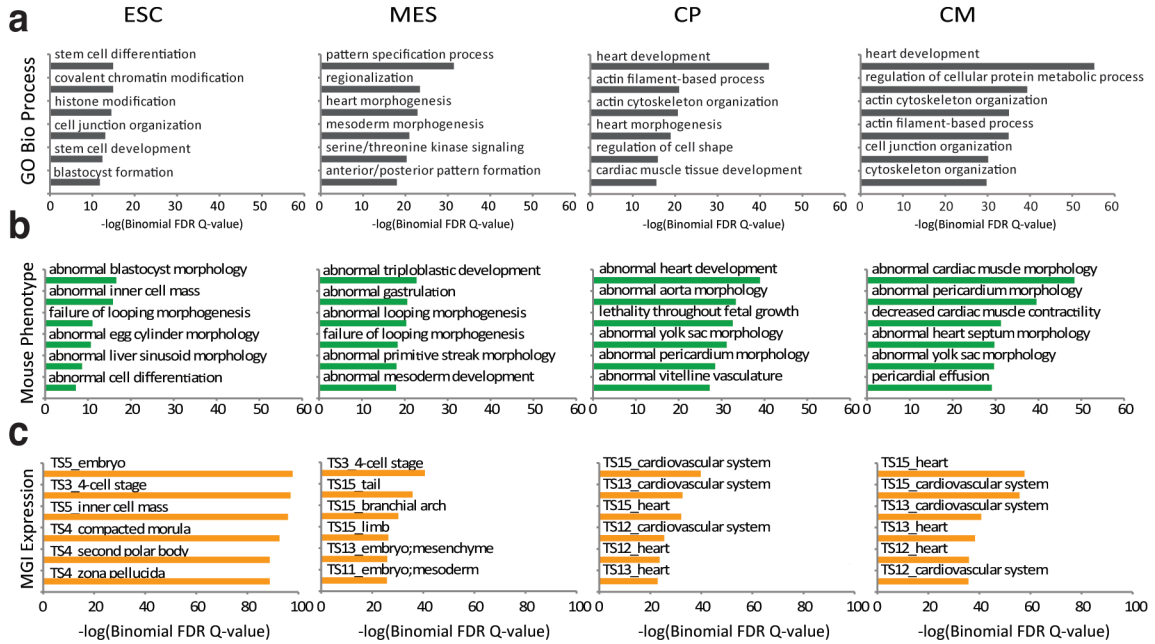 ESC MES CP CM
a
GO Bio Process
stem cell differentiation
covalent chromatin modification
histone modification
cell junction organization
stem cell development
blastocyst formation
0 10 20 30 40 50 60
-log(Binomial FDR Q-value)
pattern specification process
regionalization
heart morphogenesis
mesoderm morphogenesis
serine/threonine kinase signaling
anterior/posterior pattern formation
0 10 20 30 40 50 60
-log(Binomial FDR Q-value)
heart development
actin filament-based process
actin cytoskeleton organization
heart morphogenesis
regulation of cell shape
cardiac muscle tissue development
0 10 20 30 40 50 60
-log(Binomial FDR Q-value)
heart development
regulation of cellular protein metabolic process
actin cytoskeleton organization
actin filament-based process
cell junction organization
cytoskeleton organization
0 10 20 30 40 50 60
-log(Binomial FDR Q-value)
b
Mouse Phenotype
abnormal blastocyst morphology
abnormal inner cell mass
failure of looping morphogenesis
abnormal egg cylinder morphology
abnormal liver sinusoid morphology
abnormal cell differentiation
0 10 20 30 40 50 60
abnormal triploblastic development
abnormal gastrulation
abnormal looping morphogenesis
failure of looping morphogenesis
abnormal primitive streak morphology
abnormal mesoderm development
0 10 20 30 40 50 60
abnormal heart development
abnormal aorta morphology
lethality throughout fetal growth
abnormal yolk sac morphology
abnormal pericardium morphology
abnormal vitelline vasculature
0 10 20 30 40 50 60
abnormal cardiac muscle morphology
abnormal pericardium morphology
decreased cardiac muscle contractility
abnormal heart septum morphology
abnormal yolk sac morphology
pericardial effusion
0 10 20 30 40 50 60
c
MGI Expression
TS5_embryo
TS3_4-cell stage
TS5_inner cell mass
TS4_compacted morula
TS4_second polar body
TS4_zona pellucida
0 20 40 60 80 100
-log(Binomial FDR Q-value)
TS3_4-cell stage
TS15_tail
TS15_branchial arch
TS15_limb
TS13_embryo;mesenchyme
TS11_embryo;mesoderm
0 20 40 60 80 100
-log(Binomial FDR Q-value)
TS15_cardiovascular system
TS13_cardiovascular system
TS15_heart
TS12_cardiovascular system
TS12_heart
TS13_heart
0 20 40 60 80 100
-log(Binomial FDR Q-value)
TS15_heart
TS15_cardiovascular system
TS13_cardiovascular system
TS13_heart
TS12_heart
TS12_cardiovascular system
0 20 40 60 80 100
-log(Binomial FDR Q-value)